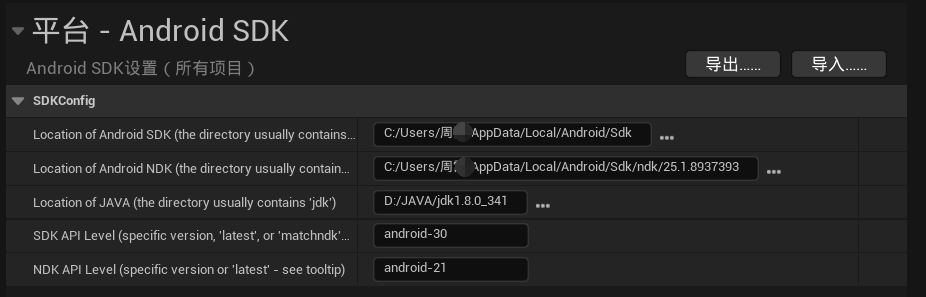 平台 - Android SDK
Android SDK设置 ( 所有项目 )
导出......
导入......
SDKConfig
Location of Android SDK (the directory usually contains...
C:/Users/周 AppData/Local/Android/Sdk
Location of Android NDK (the directory usually contain...
C:/Users/周 AppData/Local/Android/Sdk/ndk/25.1.8937393
Location of JAVA (the directory usually contains 'jdk')
D:/JAVA/jdk1.8.0_341
SDK API Level (specific version, 'latest', or 'matchndk'...
android-30
NDK API Level (specific version or 'latest' - see tooltip)
android-21